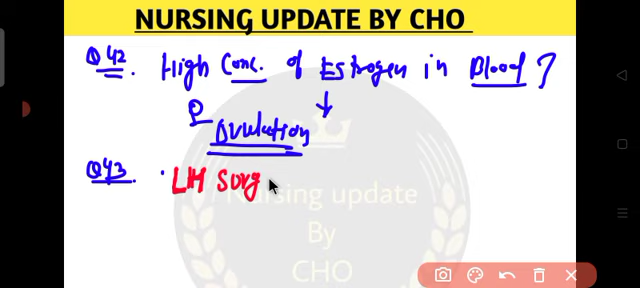 NURSING UPDATE BY CHO
Q42 High Conc. of Estrogen in Blood?
Ovulation
Q43 LH Surg
Nursing update
By
CHO